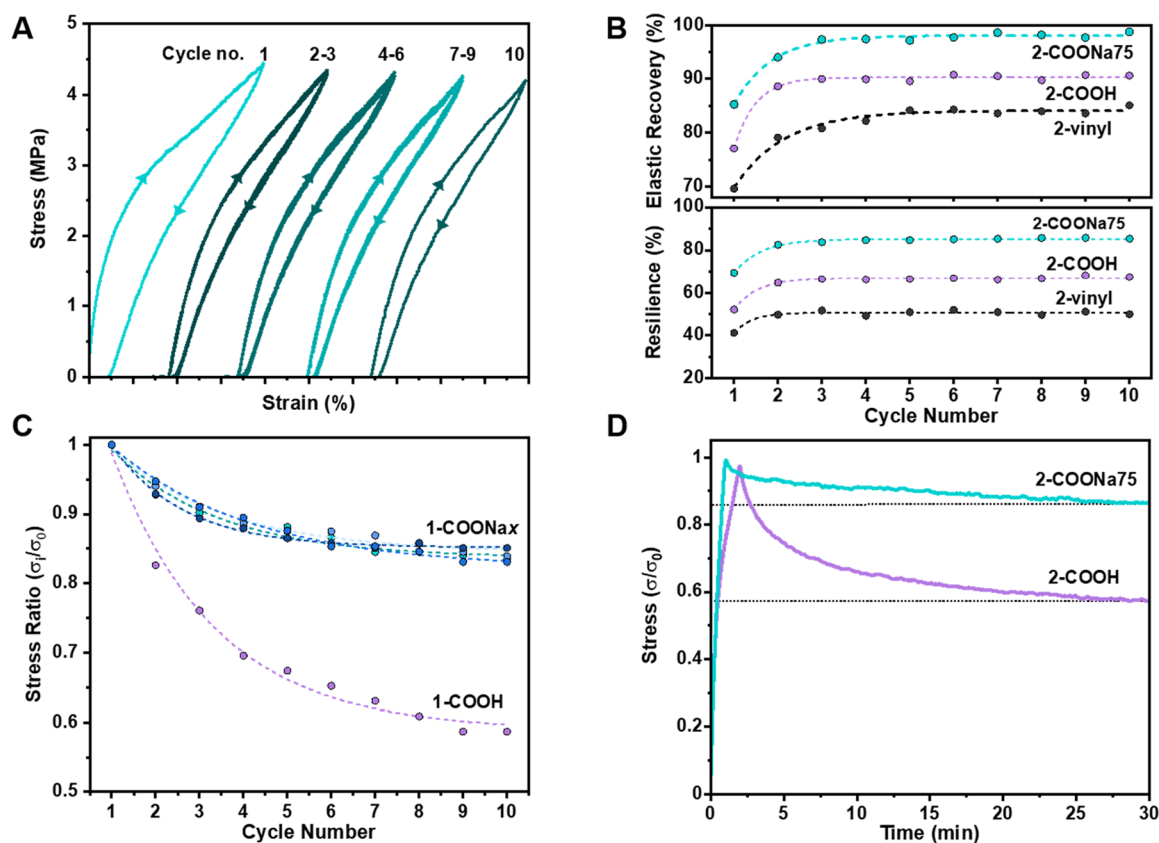 A
Cycle no. 1 2-3 4-6 7-9 10
5
4
3
2
1
0
Stress (MPa)
Strain (%)
B
100
90
80
70
Elastic Recovery (%)
2-COONa75
2-COOH
2-vinyl
100
80
60
40
20
Resilience (%)
2-COONa75
2-COOH
2-vinyl
1 2 3 4 5 6 7 8 9 10
Cycle Number
C
1
0.9
0.8
0.7
0.6
0.5
Stress Ratio (σi/σ0)
1-COONax
1-COOH
1 2 3 4 5 6 7 8 9 10
Cycle Number
D
1
0.8
0.6
0.4
0.2
0
Stress (σ/σ0)
2-COONa75
2-COOH
0 5 10 15 20 25 30
Time (min)